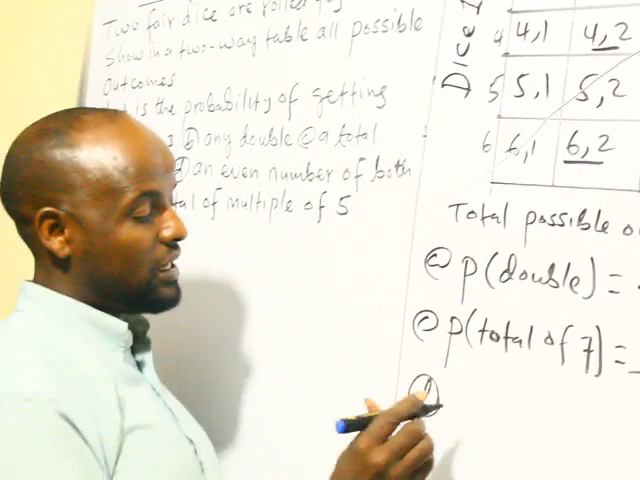 Two fair dice are rolled
Show in a two-way table all possible
outcomes
is the probability of getting
3 ⓑ any double ⓒ a total
ⓓ an even number of both
tal of multiple of 5
Dice
4 4,1 4,2
5 5,1 5,2
6 6,1 6,2
Total possible o
ⓐ P(double) =
ⓒ P(total of 7) =
ⓓ